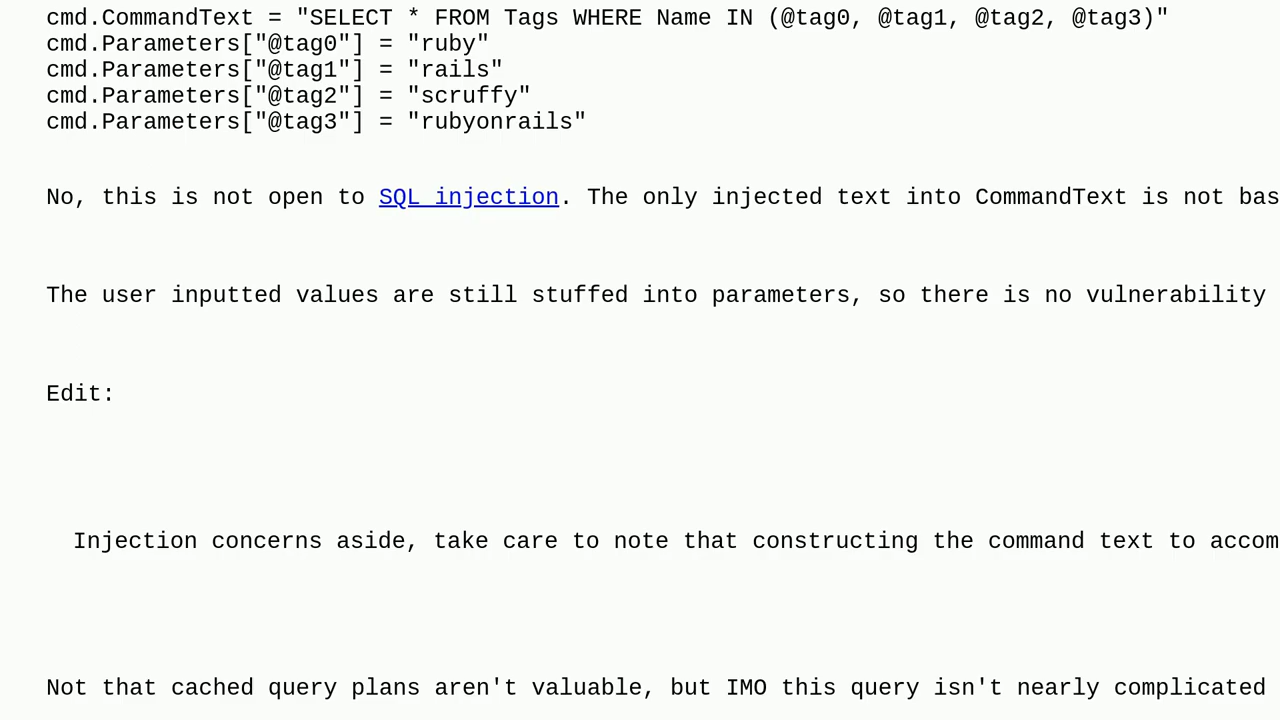 cmd.CommandText = "SELECT * FROM Tags WHERE Name IN (@tag0, @tag1, @tag2, @tag3)"
cmd.Parameters["@tag0"] = "ruby"
cmd.Parameters["@tag1"] = "rails"
cmd.Parameters["@tag2"] = "scruffy"
cmd.Parameters["@tag3"] = "rubyonrails"
No, this is not open to SQL injection. The only injected text into CommandText is not bas
The user inputted values are still stuffed into parameters, so there is no vulnerability
Edit:
Injection concerns aside, take care to note that constructing the command text to accom
Not that cached query plans aren't valuable, but IMO this query isn't nearly complicated